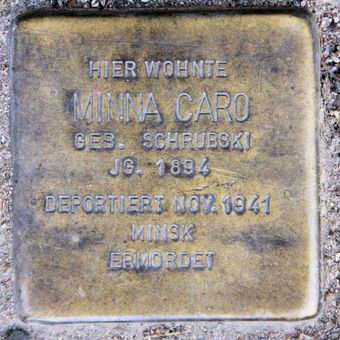 HIER WOHNTE
MINNA CARO
GEB. SCHRUBSKI
JG. 1894
DEPORTIERT NOV. 1941
MINSK
ERMORDET